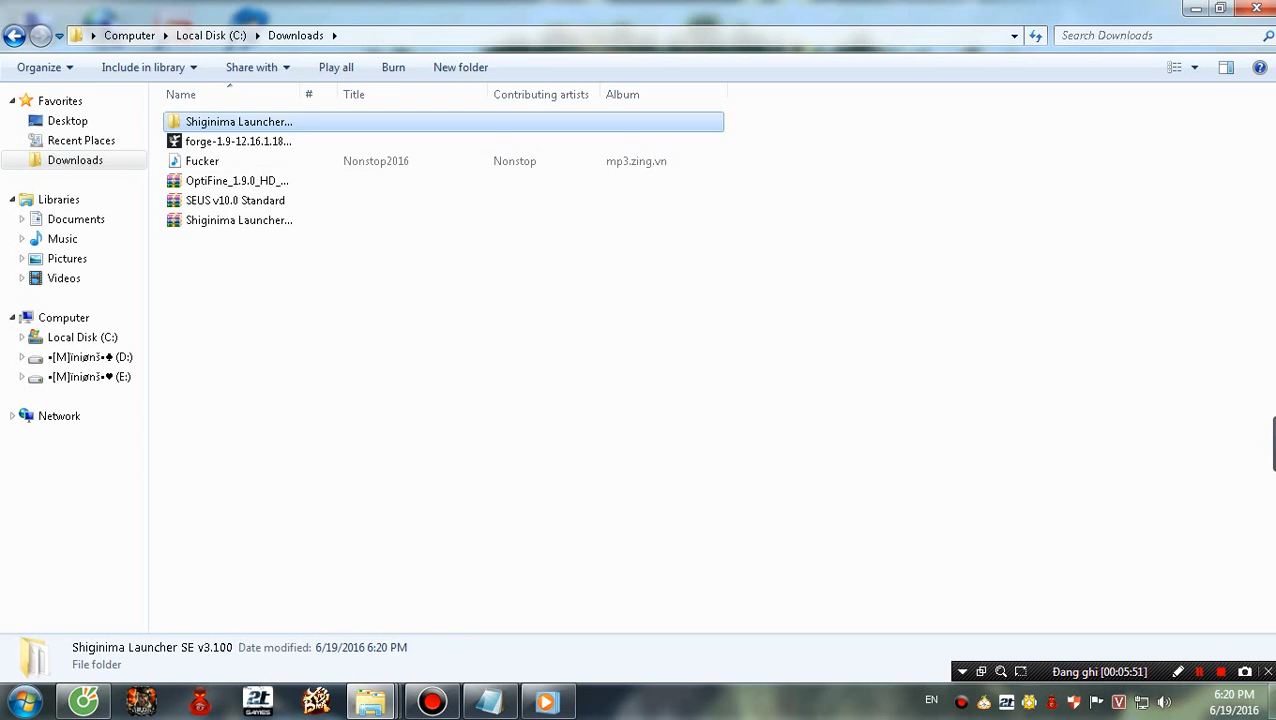 Computer Local Disk (C:) Downloads
Search Downloads
Organize Include in library Share with Play all Burn New folder
Name # Title Contributing artists Album
Favorites
Desktop
Recent Places
Downloads
Libraries
Documents
Music
Pictures
Videos
Computer
Local Disk (C:)
•[M]íniønš•♠ (D:)
•[M]íniønš•♥ (E:)
Network
Shiginima Launcher...
forge-1.9-12.16.1.18...
Fucker Nonstop2016 Nonstop mp3.zing.vn
OptiFine_1.9.0_HD_...
SEUS v10.0 Standard
Shiginima Launcher...
Shiginima Launcher SE v3.100 Date modified: 6/19/2016 6:20 PM
File folder
Đang ghi [00:05:51]
2t
GAMES
EN
V
6:20 PM
6/19/2016